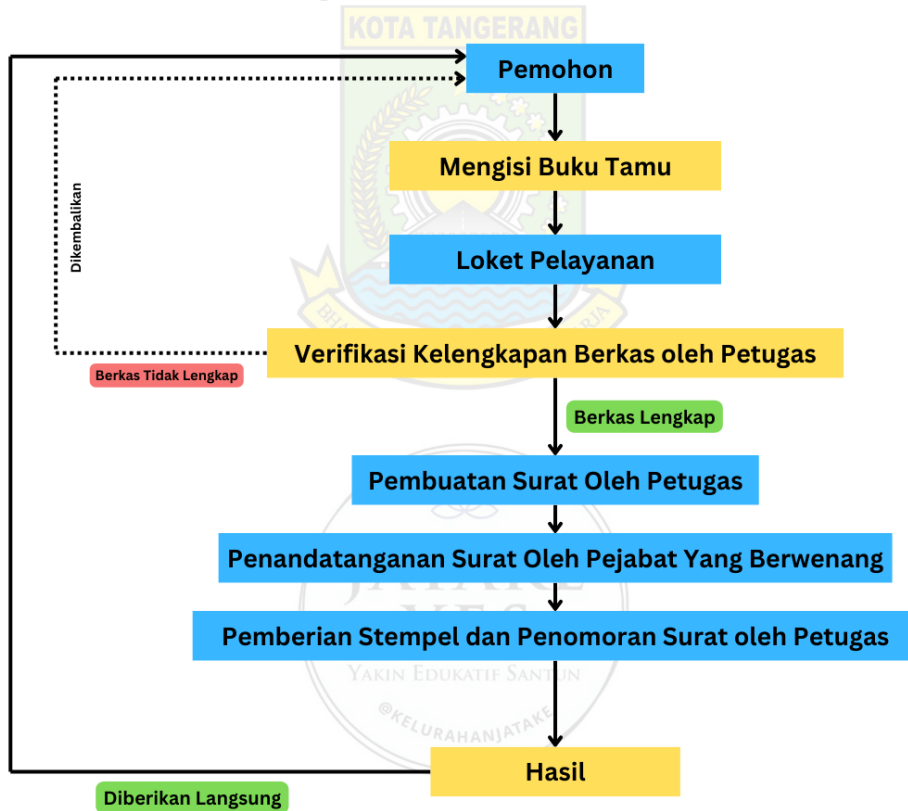 KOTA TANGERANG
Pemohon
Mengisi Buku Tamu
Dikembalikan
Loket Pelayanan
Verifikasi Kelengkapan Berkas oleh Petugas
Berkas Tidak Lengkap
Berkas Lengkap
Pembuatan Surat Oleh Petugas
Penandatanganan Surat Oleh Pejabat Yang Berwenang
JATAKE
Pemberian Stempel dan Penomoran Surat oleh Petugas
YAKIN EDUKATIF SANTUN
@KELURAHANJATAKE
Hasil
Diberikan Langsung